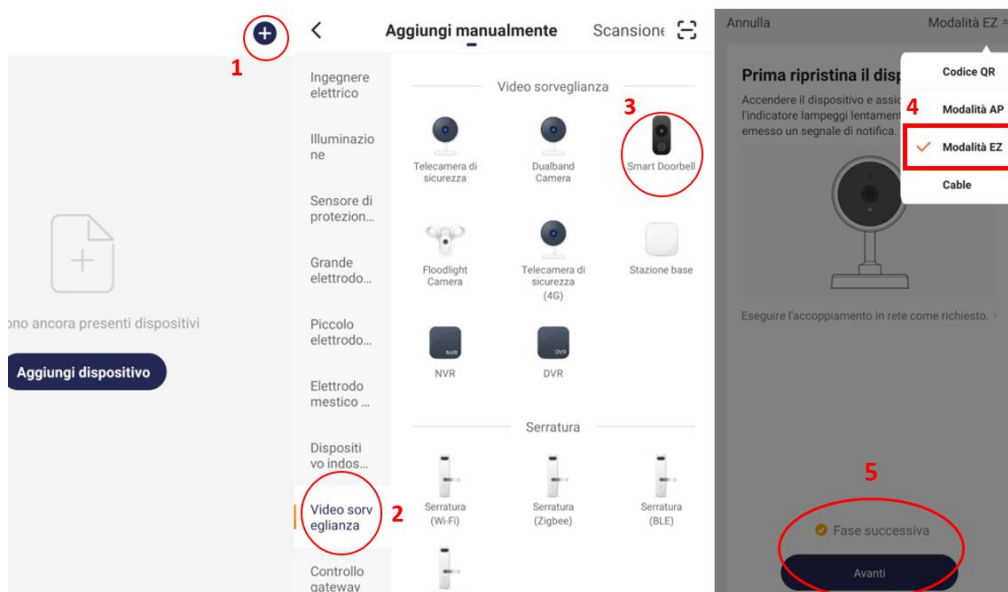 1
ono ancora presenti dispositivi
Aggiungi dispositivo
Aggiungi manualmente
Scansione
Ingegnere
elettrico
Illuminazio
ne
Sensore di
protezion...
Grande
elettrodo...
Piccolo
elettrodo...
Elettrodo
mestico ...
Dispositi
vo indos...
Video sorv
eglianza
2
Controllo
gateway
Video sorveglianza
3
Telecamera di
sicurezza
Dualband
Camera
Smart Doorbell
Floodlight
Camera
Telecamera di
sicurezza
(4G)
Stazione base
NVR
NVR
DVR
DVR
Serratura
Serratura
(Wi-Fi)
Serratura
(Zigbee)
Serratura
(BLE)
Annulla
Modalità EZ
Prima ripristina il disp
Accendere il dispositivo e assic
l'indicatore lampeggi lentamen
emesso un segnale di notifica.
4
Codice QR
Modalità AP
Modalità EZ
Cable
Eseguire l'accoppiamento in rete come richiesto. >
5
Fase successiva
Avanti